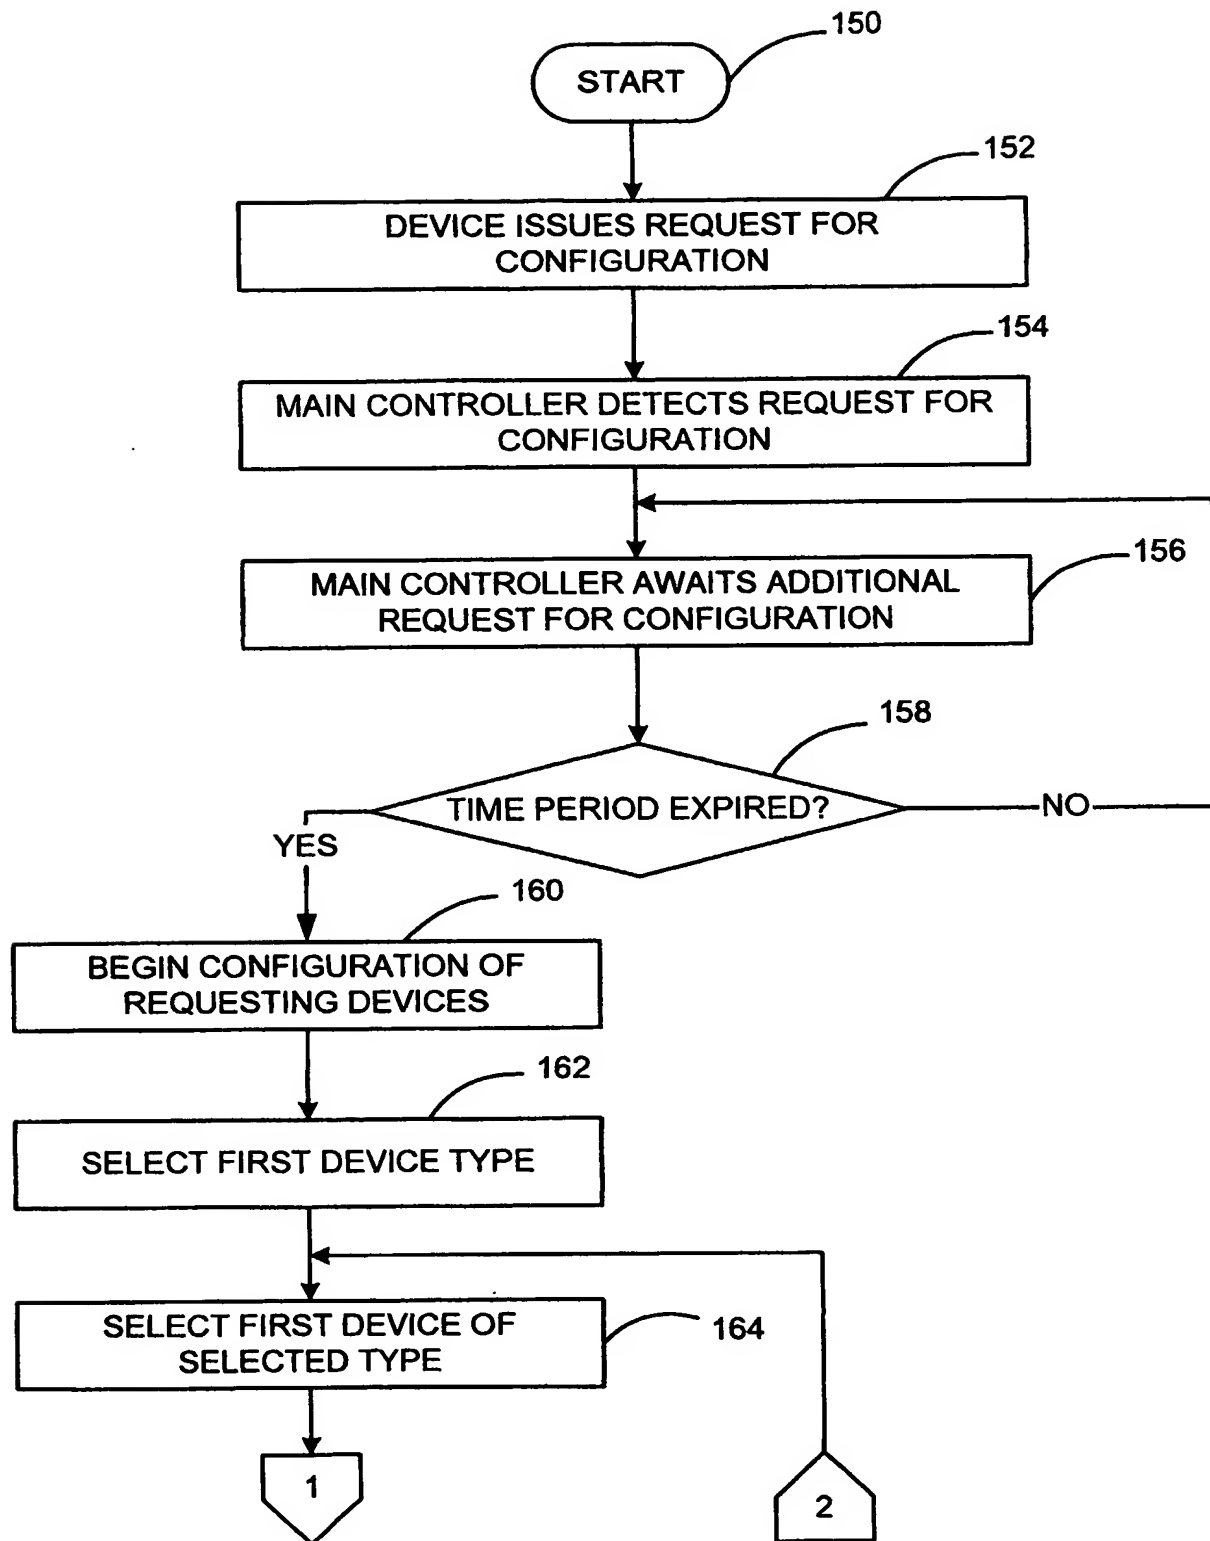 150
START
152
DEVICE ISSUES REQUEST FOR
CONFIGURATION
154
MAIN CONTROLLER DETECTS REQUEST FOR
CONFIGURATION
156
MAIN CONTROLLER AWAITS ADDITIONAL
REQUEST FOR CONFIGURATION
158
TIME PERIOD EXPIRED?
NO
YES
160
BEGIN CONFIGURATION OF
REQUESTING DEVICES
162
SELECT FIRST DEVICE TYPE
164
SELECT FIRST DEVICE OF
SELECTED TYPE
1
2